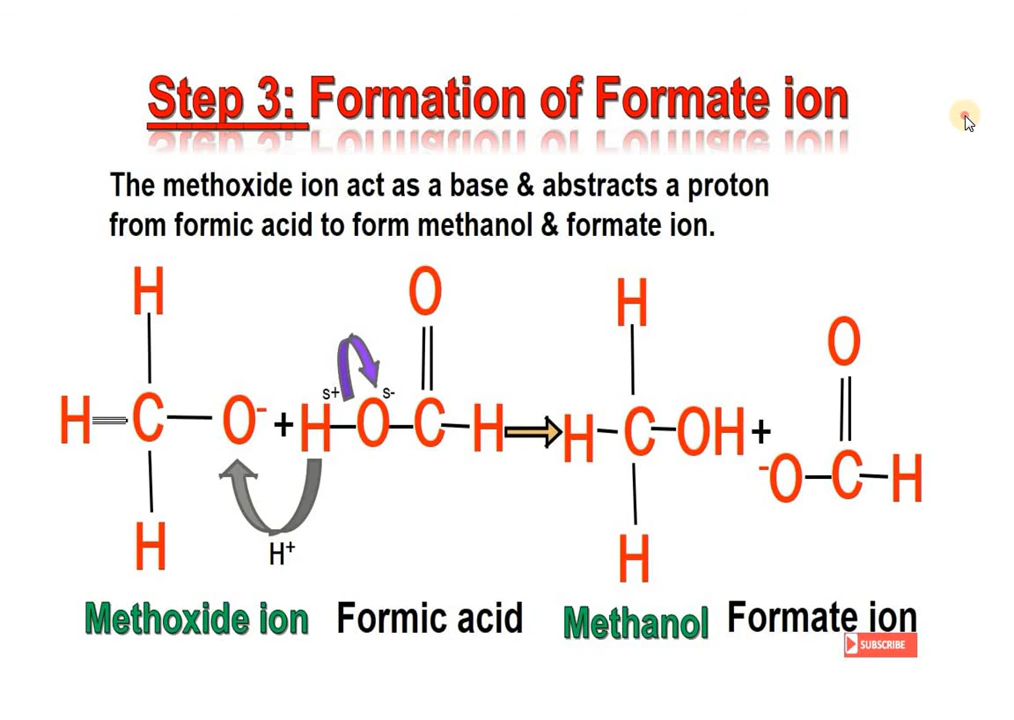 Step 3: Formation of Formate ion
The methoxide ion act as a base & abstracts a proton
from formic acid to form methanol & formate ion.
H O H O
s+ s-
H C O- + H O C H H C OH + -O C H
H H
H+
Methoxide ion Formic acid Methanol Formate ion
SUBSCRIBE